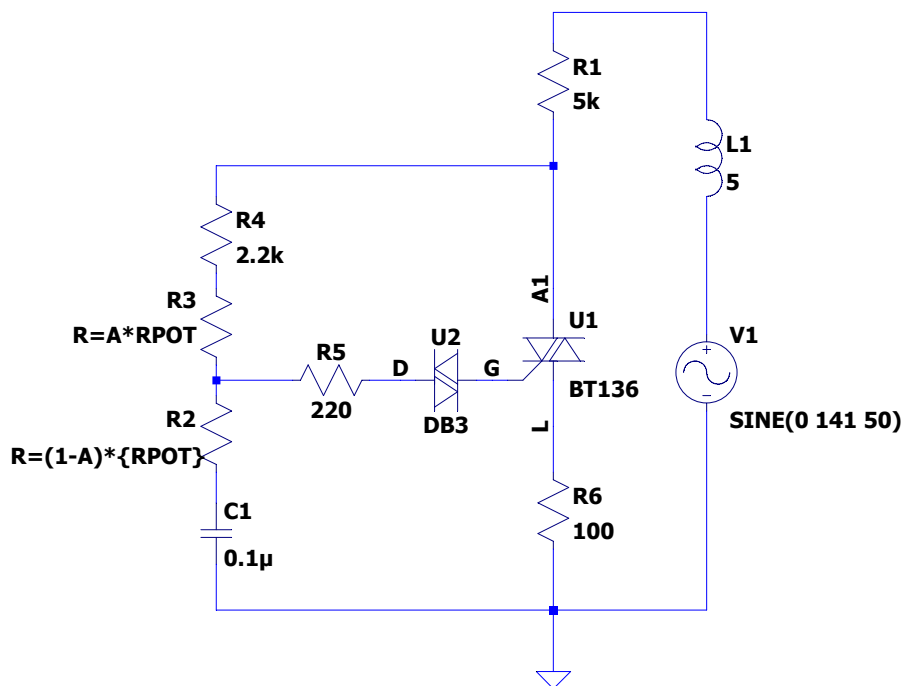 R1
5k
L1
5
R4
2.2k
A1
R3
R=A*RPOT
U2
U1
V1
R5
D
G
BT136
220
R2
DB3
L
SINE(0 141 50)
R=(1-A)*{RPOT}
R6
100
C1
0.1µ
+
−